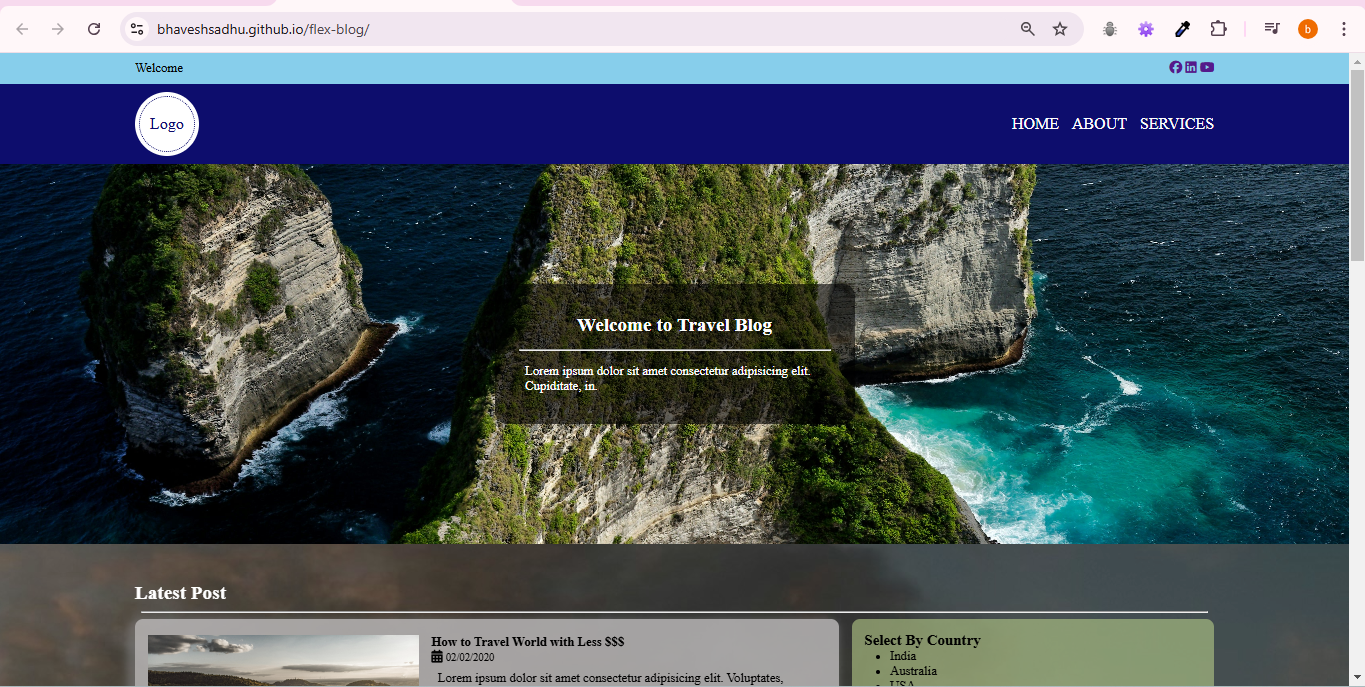 bhaveshsadhu.github.io/flex-blog/
b
Welcome
Logo
HOME ABOUT SERVICES
Welcome to Travel Blog
Lorem ipsum dolor sit amet consectetur adipisicing elit.
Cupiditate, in.
Latest Post
How to Travel World with Less $$$
02/02/2020
Lorem ipsum dolor sit amet consectetur adipisicing elit. Voluptates,
Select By Country
India
Australia
USA